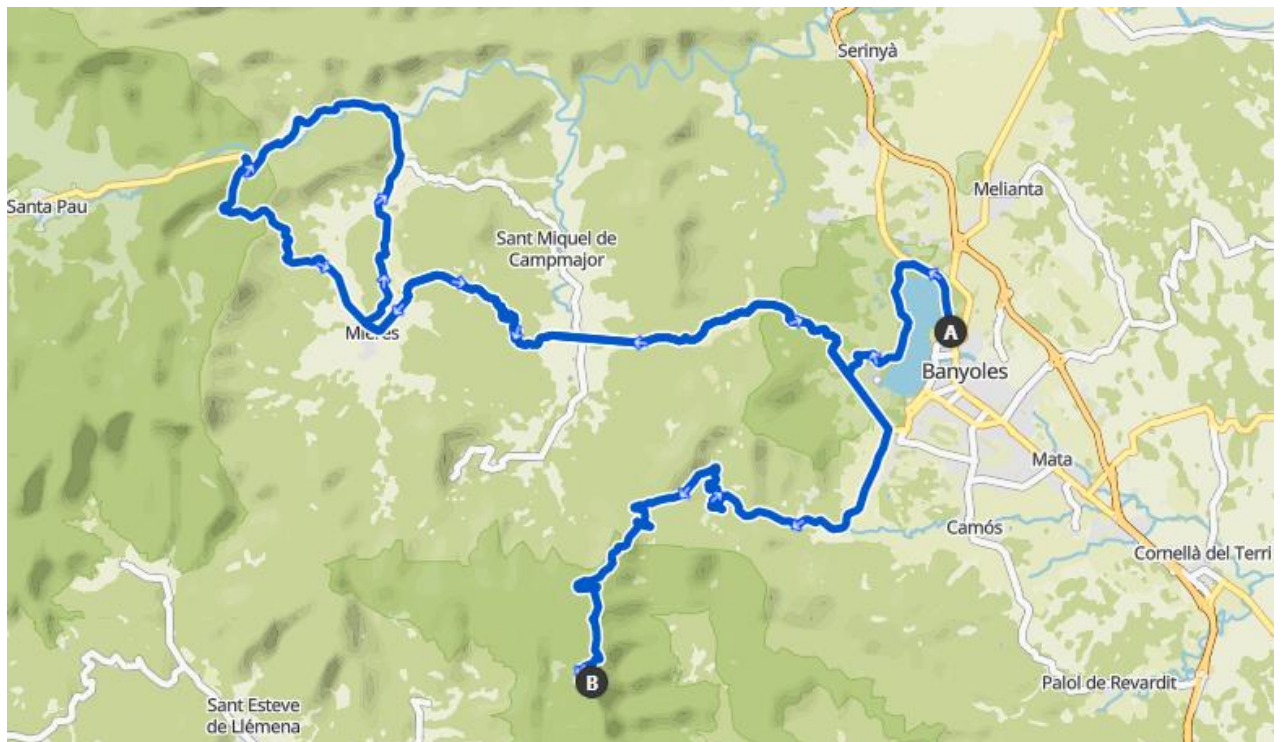 Serinyà
Melianta
Santa Pau
Sant Miquel de
Campmajor
Mieres
A
Banyoles
Mata
Camós
Cornellà del Terri
B
Palol de Revardit
Sant Esteve
de Llémena